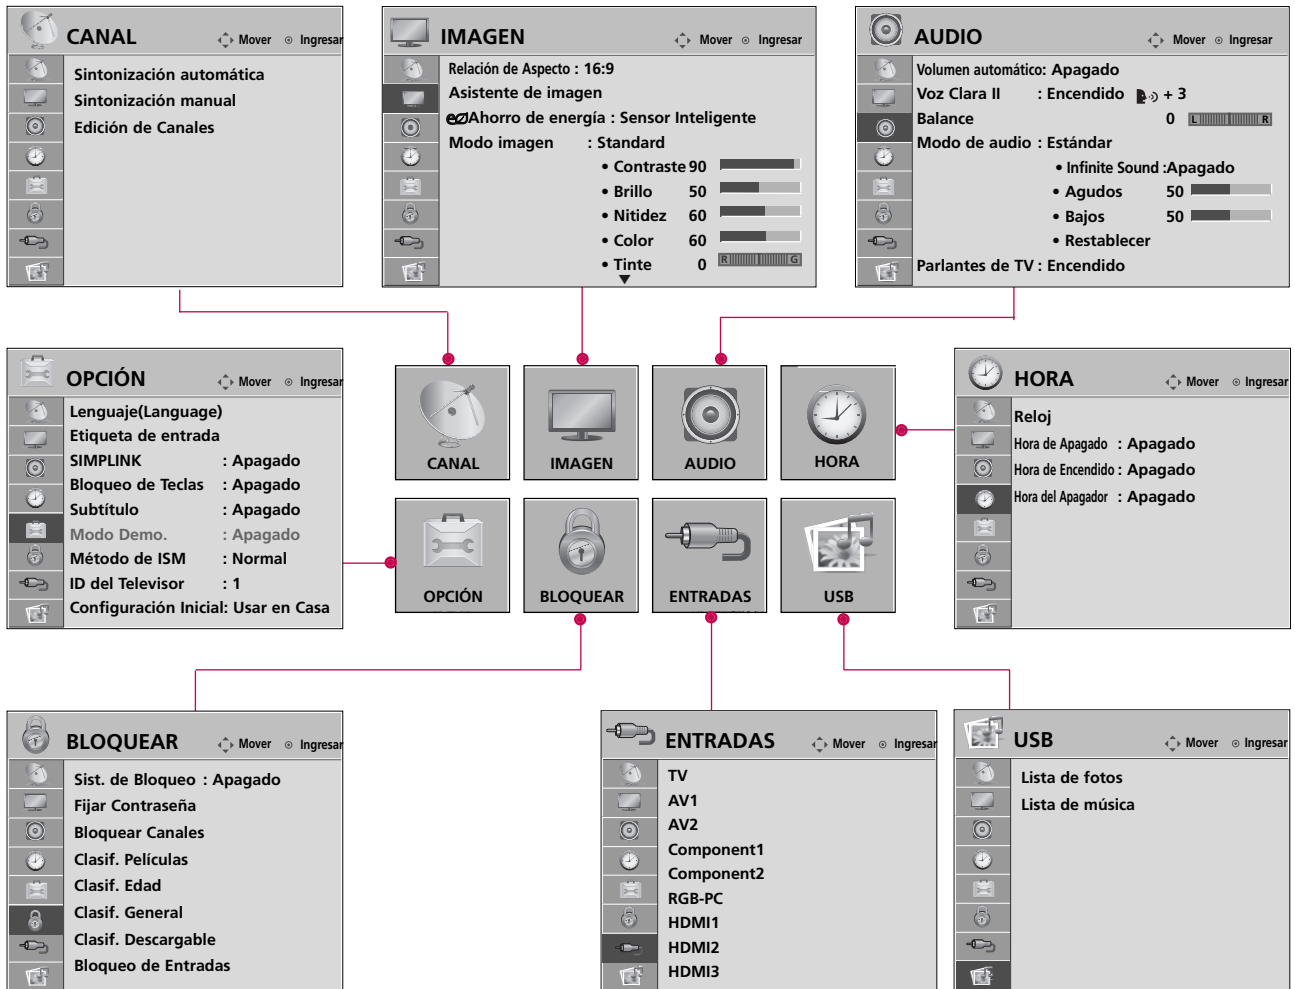 CANAL
Mover
Ingresar
Sintonización automática
Sintonización manual
Edición de Canales
IMAGEN
Mover
Ingresar
Relación de Aspecto : 16:9
Asistente de imagen
eco Ahorro de energía : Sensor Inteligente
Modo imagen : Standard
• Contraste 90
• Brillo 50
• Nitidez 60
• Color 60
• Tinte 0 R G
AUDIO
Mover
Ingresar
Volumen automático: Apagado
Voz Clara II : Encendido + 3
Balance 0 L R
Modo de audio : Estándar
• Infinite Sound :Apagado
• Agudos 50
• Bajos 50
• Restablecer
Parlantes de TV : Encendido
OPCIÓN
Mover
Ingresar
Lenguaje(Language)
Etiqueta de entrada
SIMPLINK : Apagado
Bloqueo de Teclas : Apagado
Subtítulo : Apagado
Modo Demo. : Apagado
Método de ISM : Normal
ID del Televisor : 1
Configuración Inicial: Usar en Casa
CANAL
IMAGEN
AUDIO
HORA
OPCIÓN
BLOQUEAR
ENTRADAS
USB
HORA
Mover
Ingresar
Reloj
Hora de Apagado : Apagado
Hora de Encendido : Apagado
Hora del Apagador : Apagado
BLOQUEAR
Mover
Ingresar
Sist. de Bloqueo : Apagado
Fijar Contraseña
Bloquear Canales
Clasif. Películas
Clasif. Edad
Clasif. General
Clasif. Descargable
Bloqueo de Entradas
ENTRADAS
Mover
Ingresar
TV
AV1
AV2
Component1
Component2
RGB-PC
HDMI1
HDMI2
HDMI3
USB
Mover
Ingresar
Lista de fotos
Lista de música